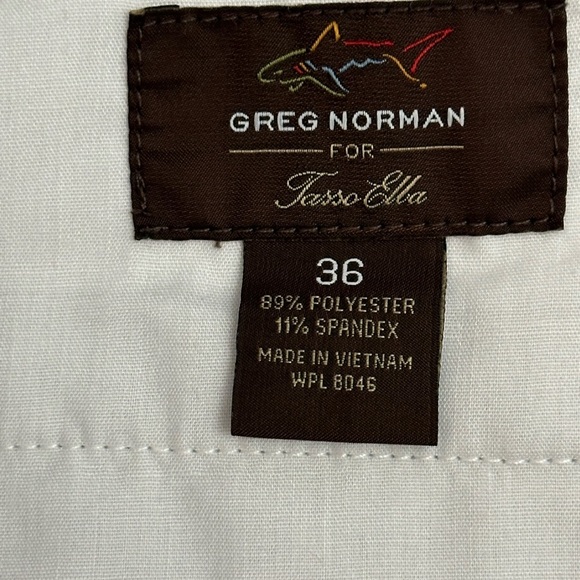 GREG NORMAN
FOR
Tasso Elba
36
89% POLYESTER
11% SPANDEX
MADE IN VIETNAM
WPL 8046